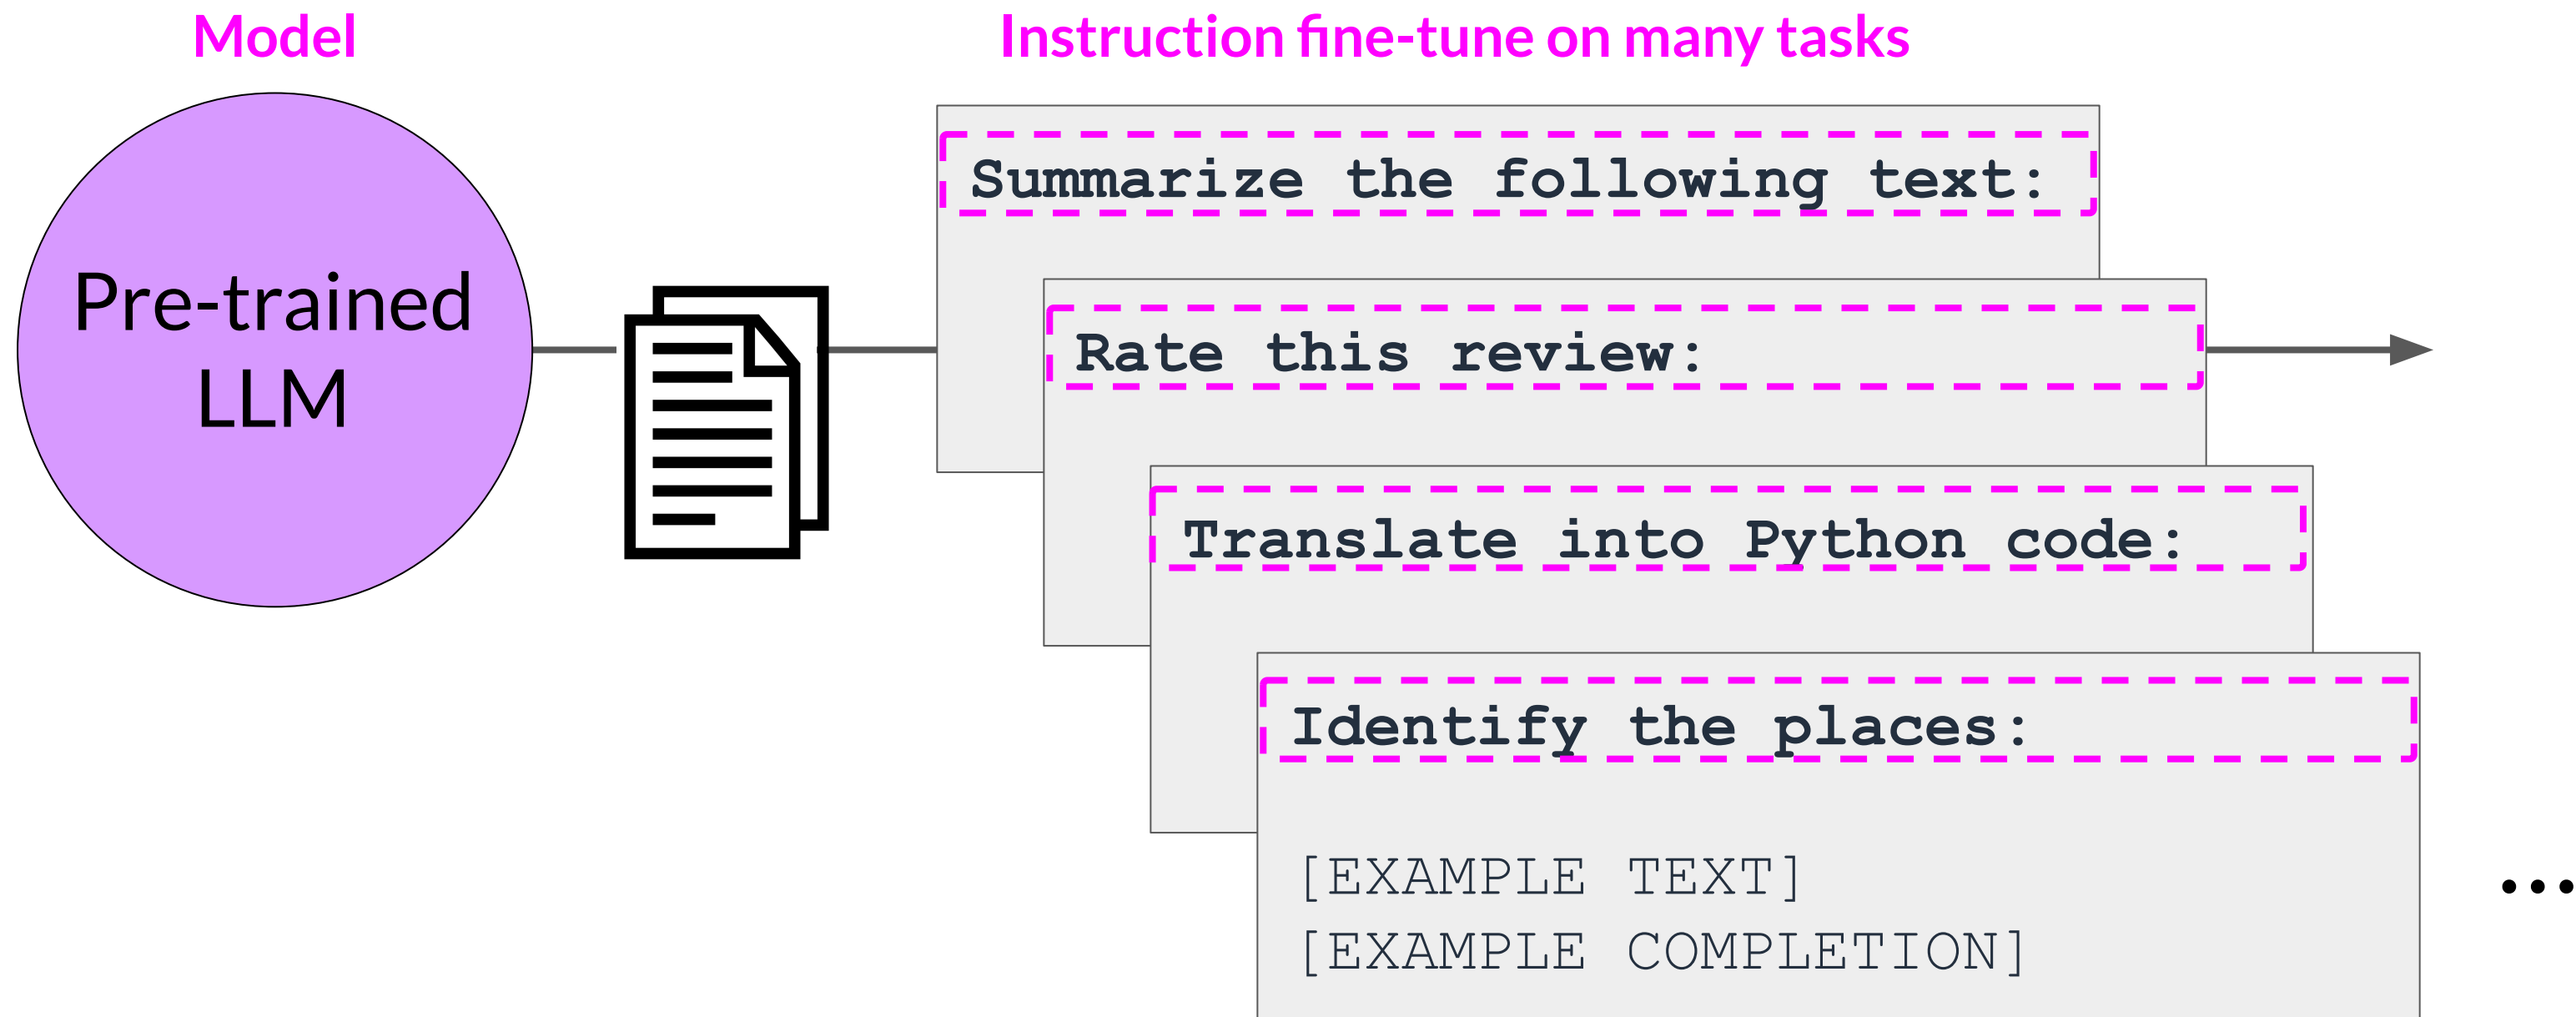 Model
Instruction fine-tune on many tasks
Pre-trained
LLM
Summarize the following text:
Rate this review:
Translate into Python code:
Identify the places:
[EXAMPLE TEXT]
[EXAMPLE COMPLETION]
...